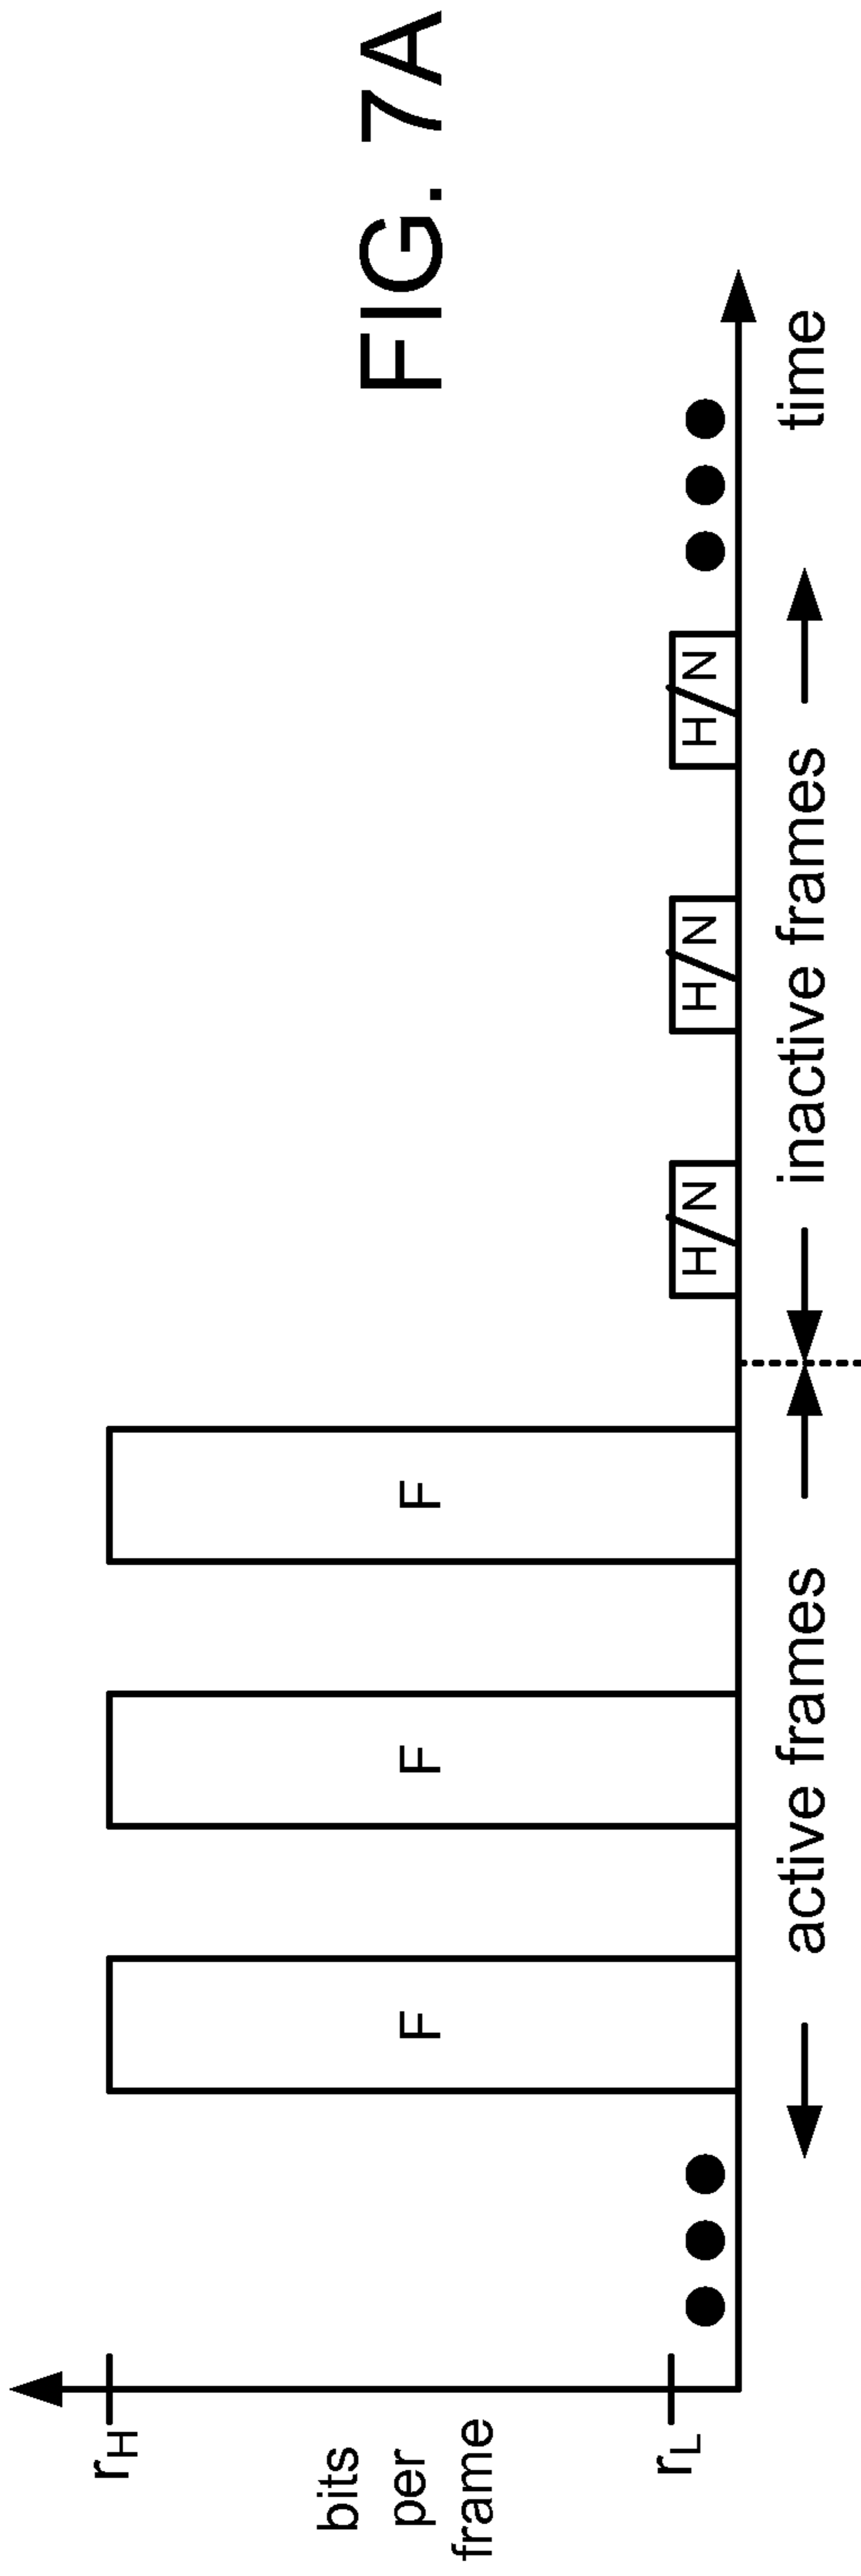 FIG. 7A
r_H
bits
per
frame
r_L
F
F
F
H/N
H/N
H/N
active frames
inactive frames
time